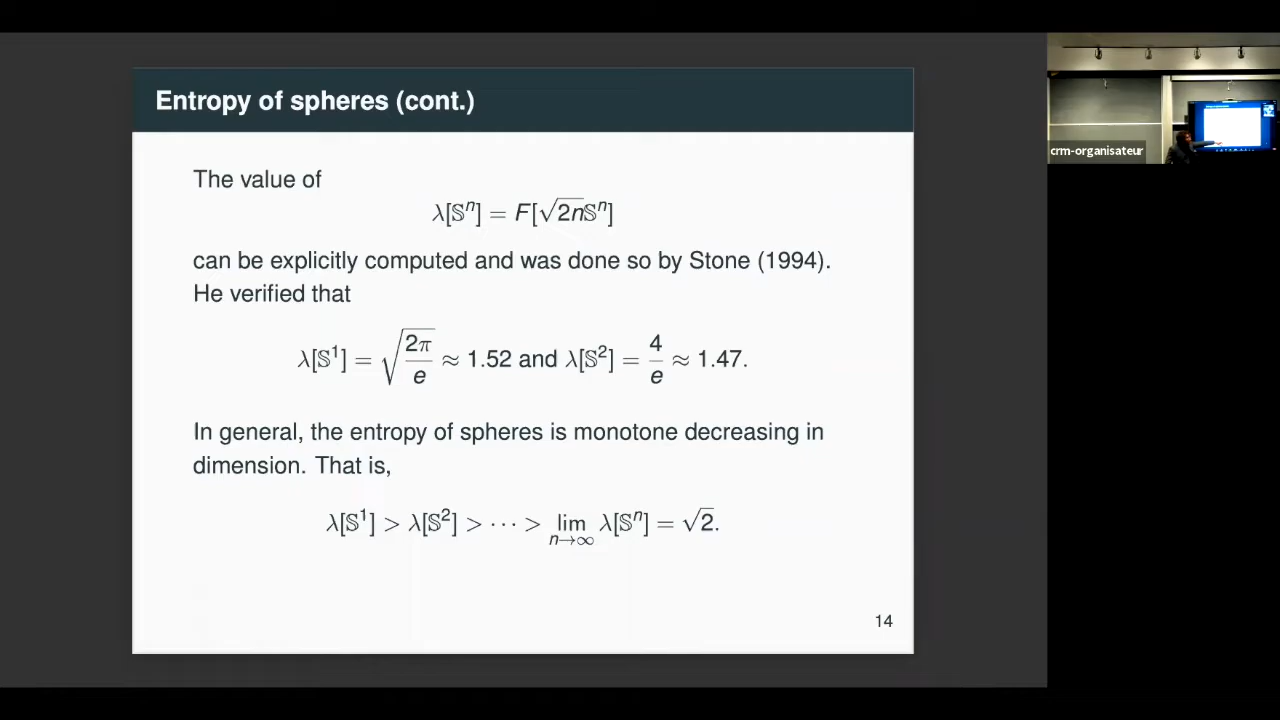 Entropy of spheres (cont.)
The value of
λ[𝕊ⁿ] = F[√2n𝕊ⁿ]
can be explicitly computed and was done so by Stone (1994).
He verified that
λ[𝕊¹] = √(2π/e) ≈ 1.52 and λ[𝕊²] = 4/e ≈ 1.47.
In general, the entropy of spheres is monotone decreasing in
dimension. That is,
λ[𝕊¹] > λ[𝕊²] > ··· > lim n→∞ λ[𝕊ⁿ] = √2.
14
crm-organisateur